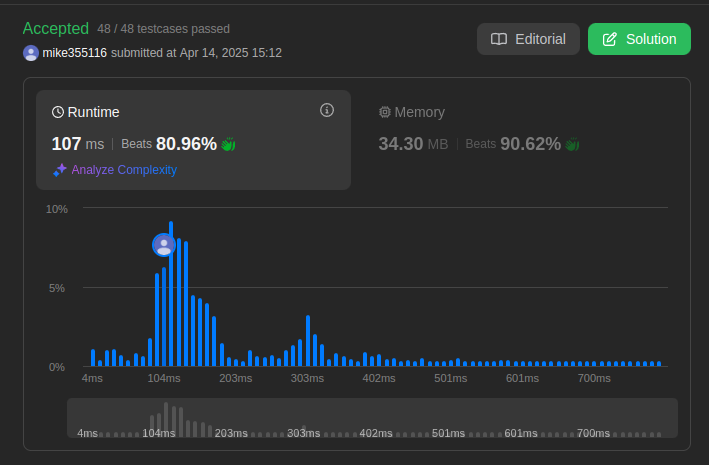 Accepted 48 / 48 testcases passed
mike355116 submitted at Apr 14, 2025 15:12
Editorial
Solution
Runtime
107 ms | Beats 80.96%
Analyze Complexity
Memory
34.30 MB | Beats 90.62%
10%
5%
0%
4ms 104ms 203ms 303ms 402ms 501ms 601ms 700ms
4ms 104ms 203ms 303ms 402ms 501ms 601ms 700ms